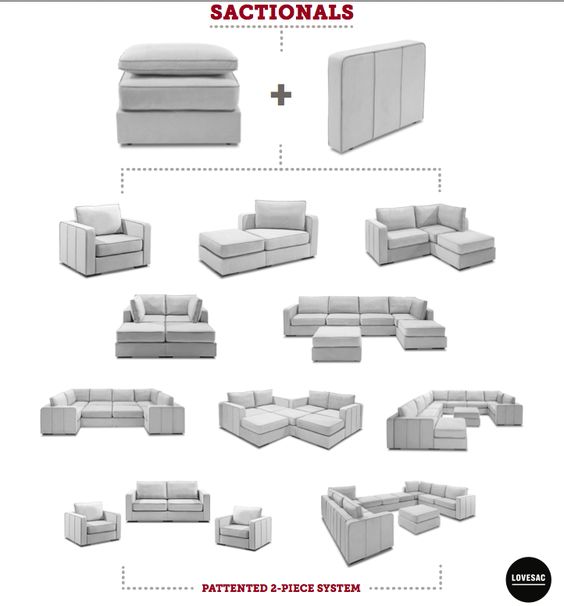 SACTIONALS
+
LOVESAC
PATTENTED 2-PIECE SYSTEM